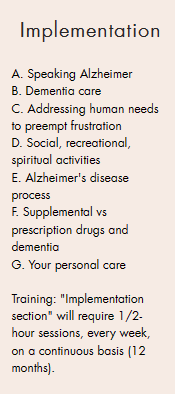 Implementation
A. Speaking Alzheimer
B. Dementia care
C. Addressing human needs
to preempt frustration
D. Social, recreational,
spiritual activities
E. Alzheimer's disease
process
F. Supplemental vs
prescription drugs and
dementia
G. Your personal care
Training: "Implementation
section" will require 1/2-
hour sessions, every week,
on a continuous basis (12
months).